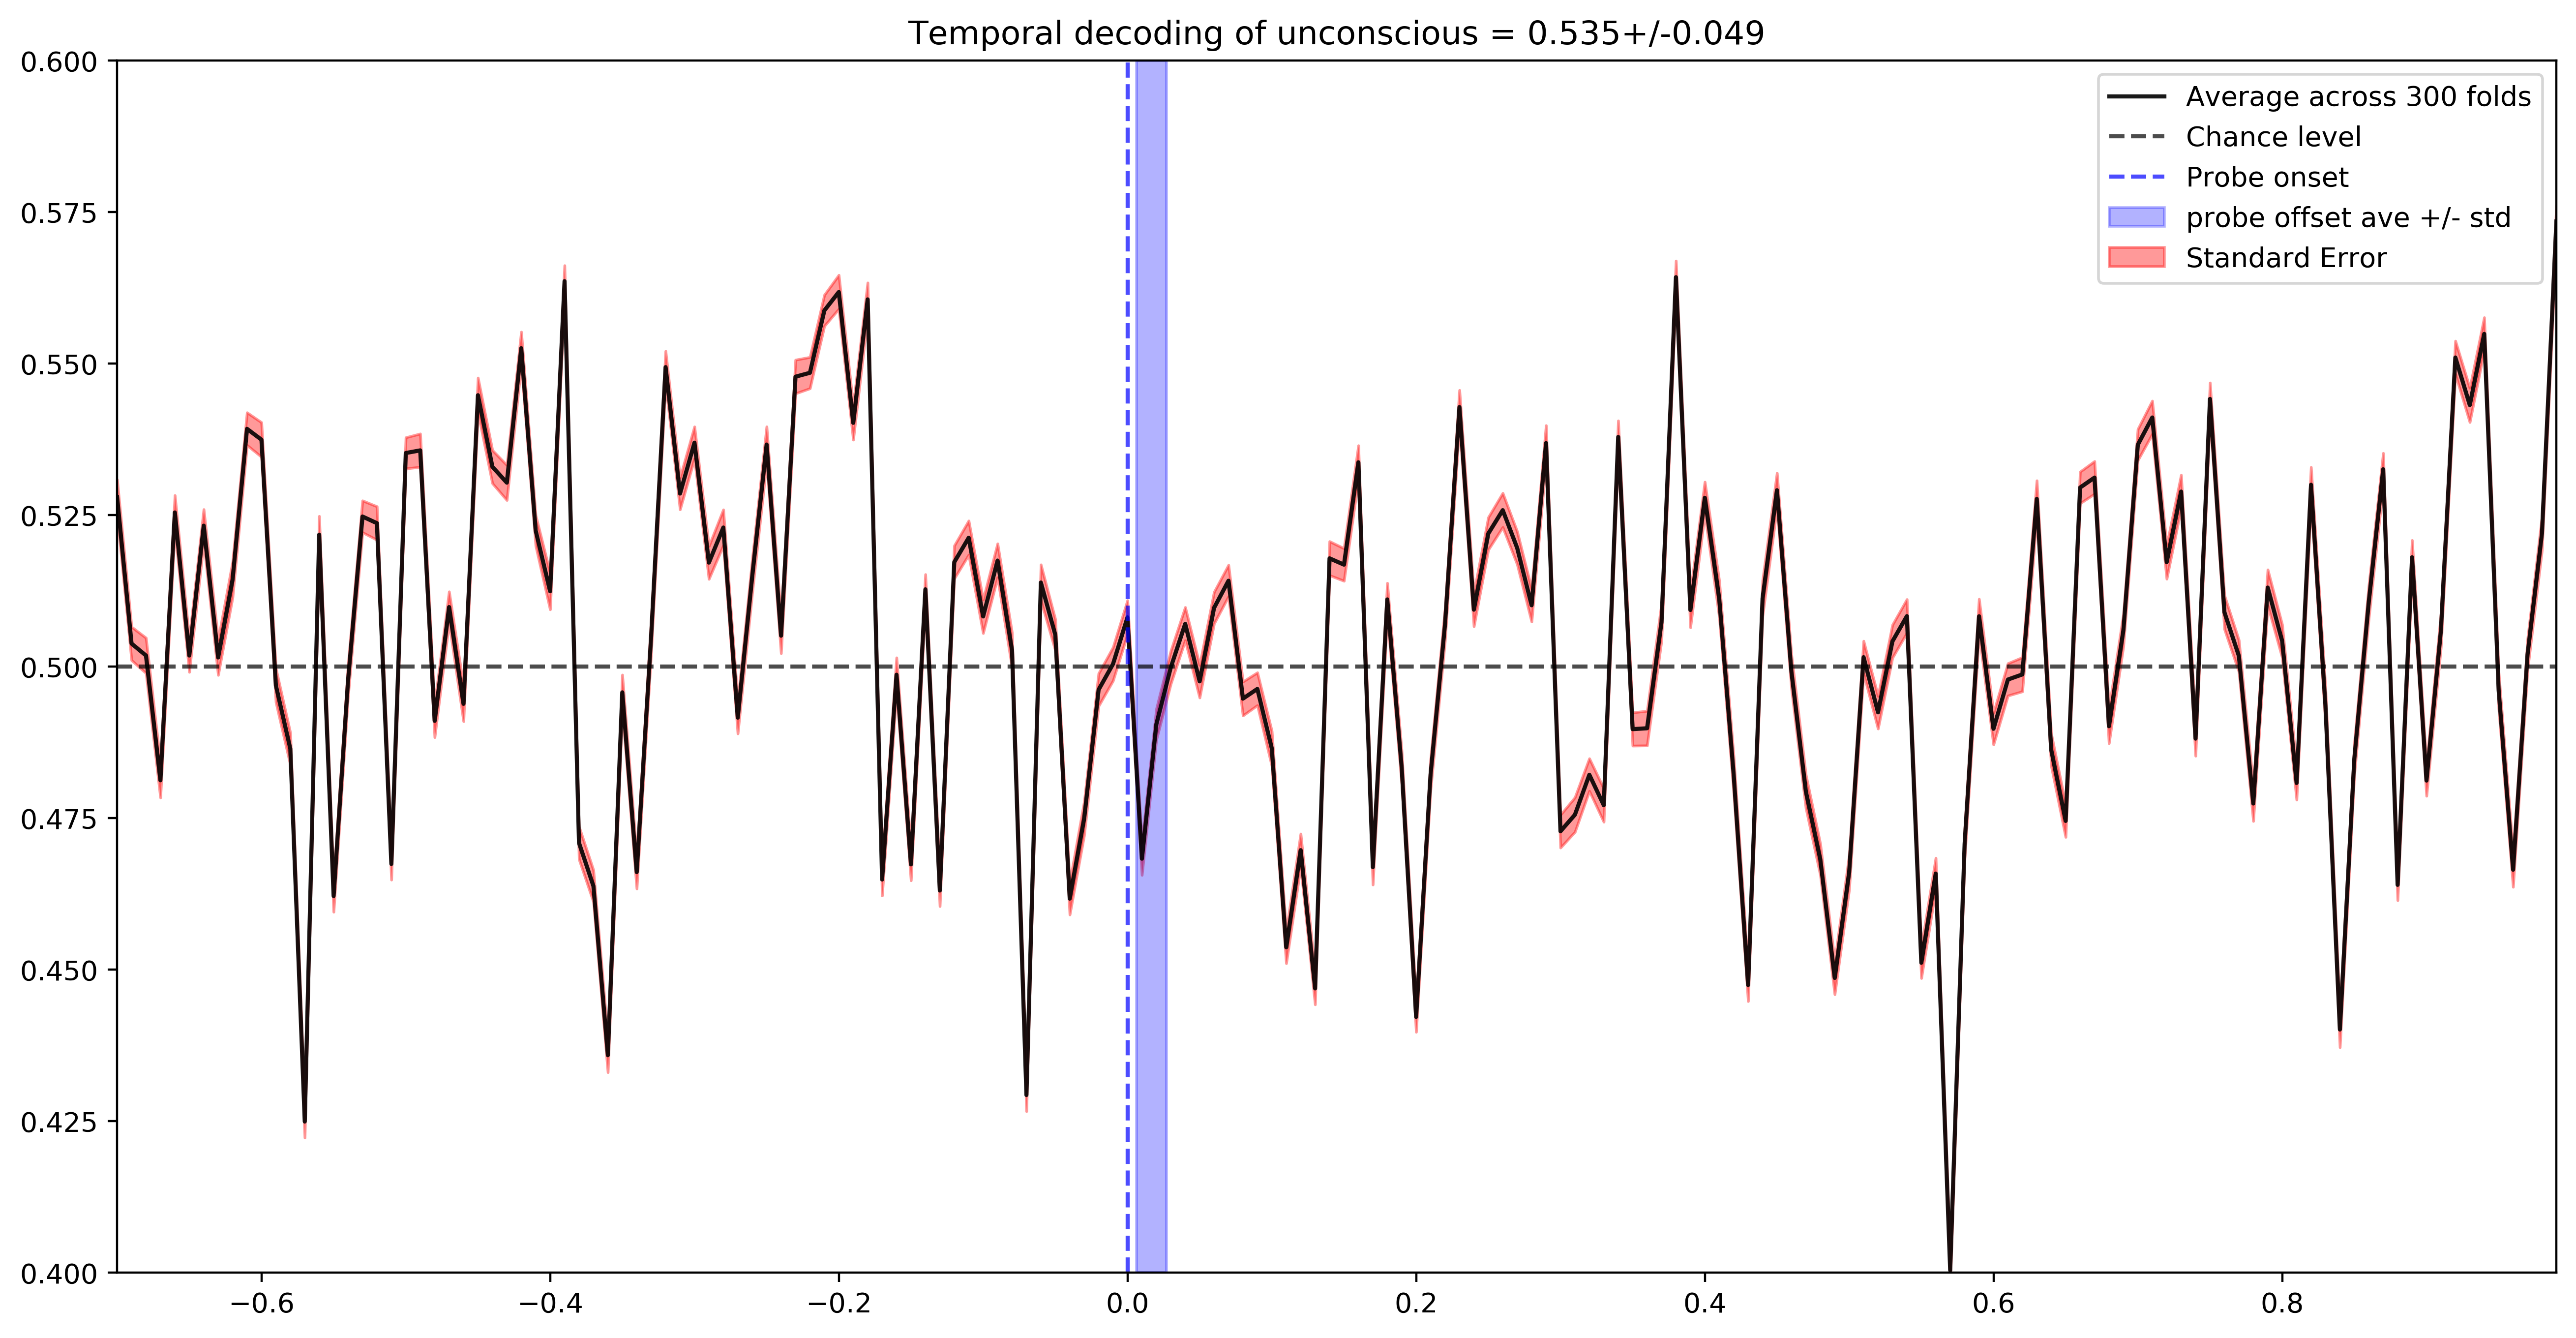 Temporal decoding of unconscious = 0.535+/-0.049
0.600
0.575
0.550
0.525
0.500
0.475
0.450
0.425
0.400
Average across 300 folds
Chance level
Probe onset
probe offset ave +/- std
Standard Error
−0.6
−0.4
−0.2
0.0
0.2
0.4
0.6
0.8